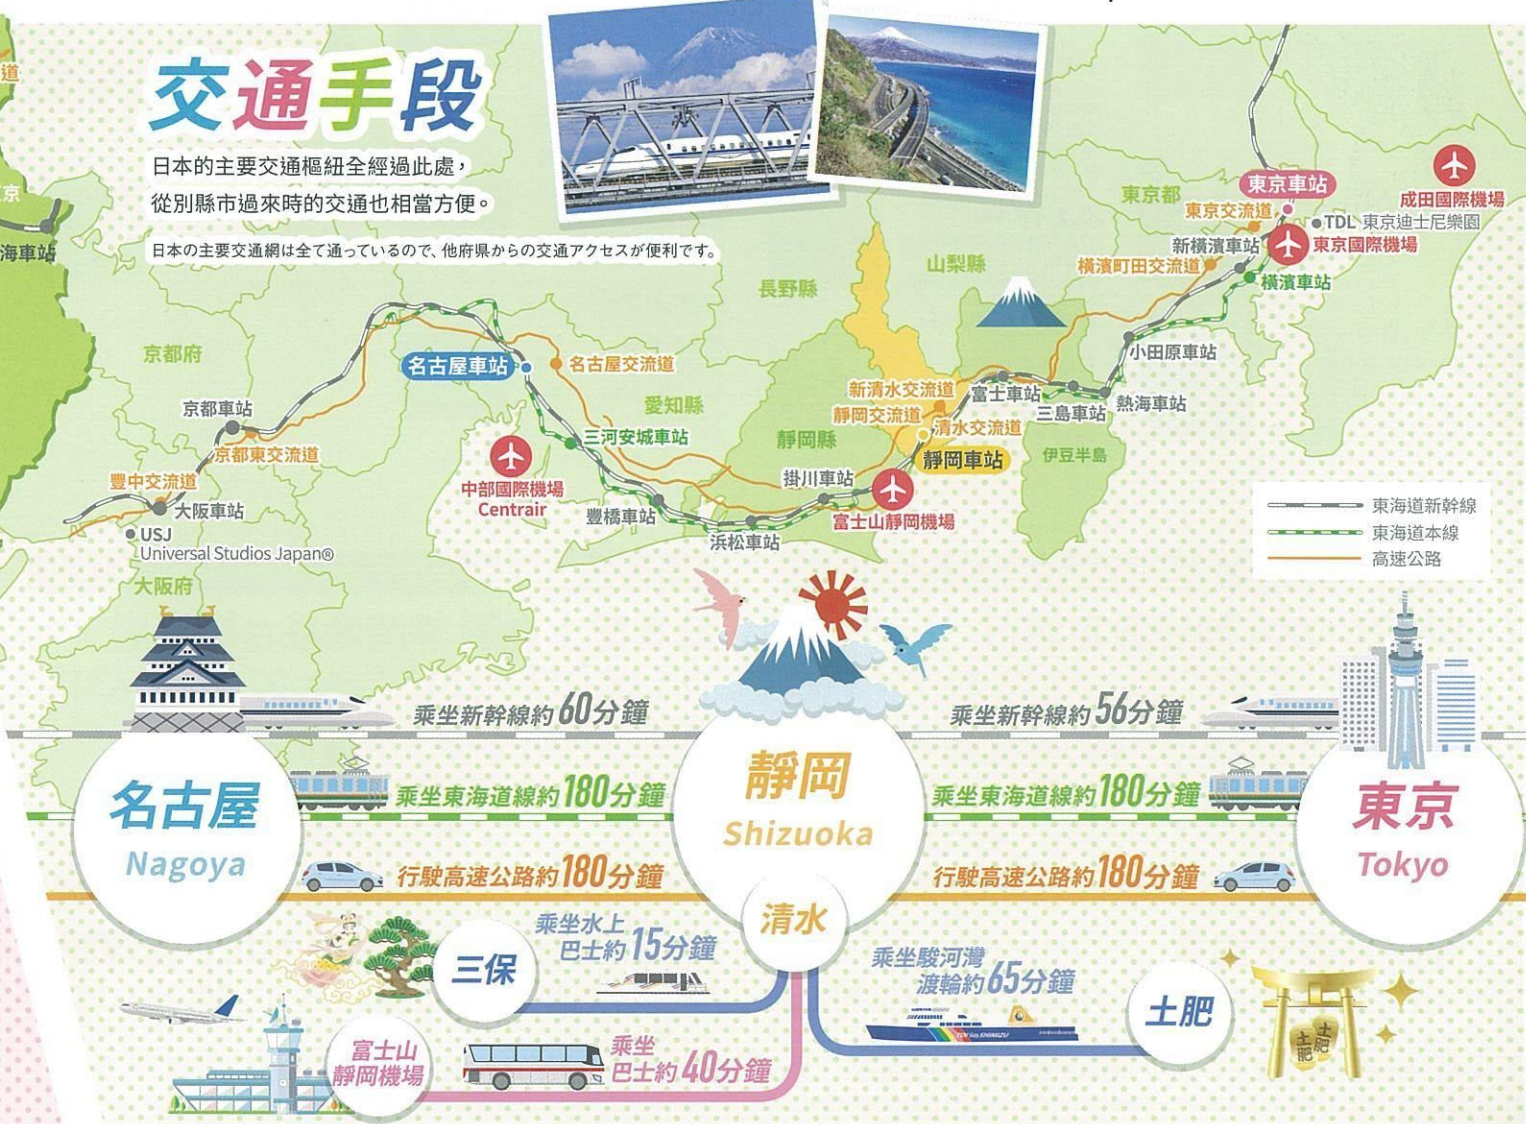 交通手段
日本的主要交通樞紐全經過此處，
從別縣市過來時的交通也相當方便。
日本の主要交通網は全て通っているので、他府県からの交通アクセスが便利です。
道
京
海車站
京都府
京都車站
京都東交流道
豐中交流道
大阪車站
USJ
Universal Studios Japan®
大阪府
名古屋車站
名古屋交流道
愛知縣
三河安城車站
中部國際機場
Centrair
豐橋車站
浜松車站
掛川車站
長野縣
靜岡縣
山梨縣
新清水交流道
靜岡交流道
清水交流道
靜岡車站
富士山靜岡機場
富士車站
三島車站
熱海車站
伊豆半島
小田原車站
東京都
東京車站
東京交流道
TDL 東京迪士尼樂園
成田國際機場
東京國際機場
新橫濱車站
橫濱町田交流道
橫濱車站
東海道新幹線
東海道本線
高速公路
乘坐新幹線約60分鐘
乘坐新幹線約56分鐘
名古屋
Nagoya
靜岡
Shizuoka
東京
Tokyo
乘坐東海道線約180分鐘
乘坐東海道線約180分鐘
行駛高速公路約180分鐘
行駛高速公路約180分鐘
清水
三保
乘坐水上
巴士約15分鐘
乘坐駿河灣
渡輪約65分鐘
土肥
土肥
土肥
富士山
靜岡機場
乘坐
巴士約40分鐘